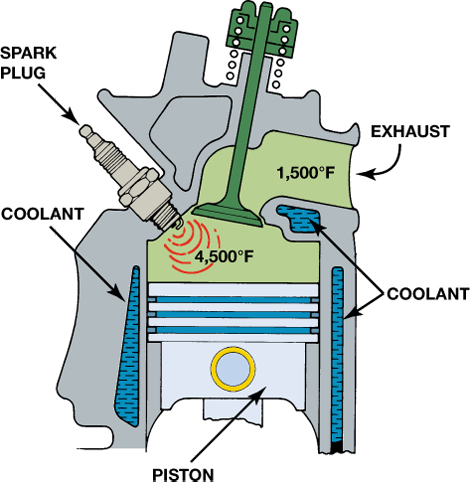 SPARK
PLUG
EXHAUST
1,500°F
COOLANT
4,500°F
COOLANT
PISTON